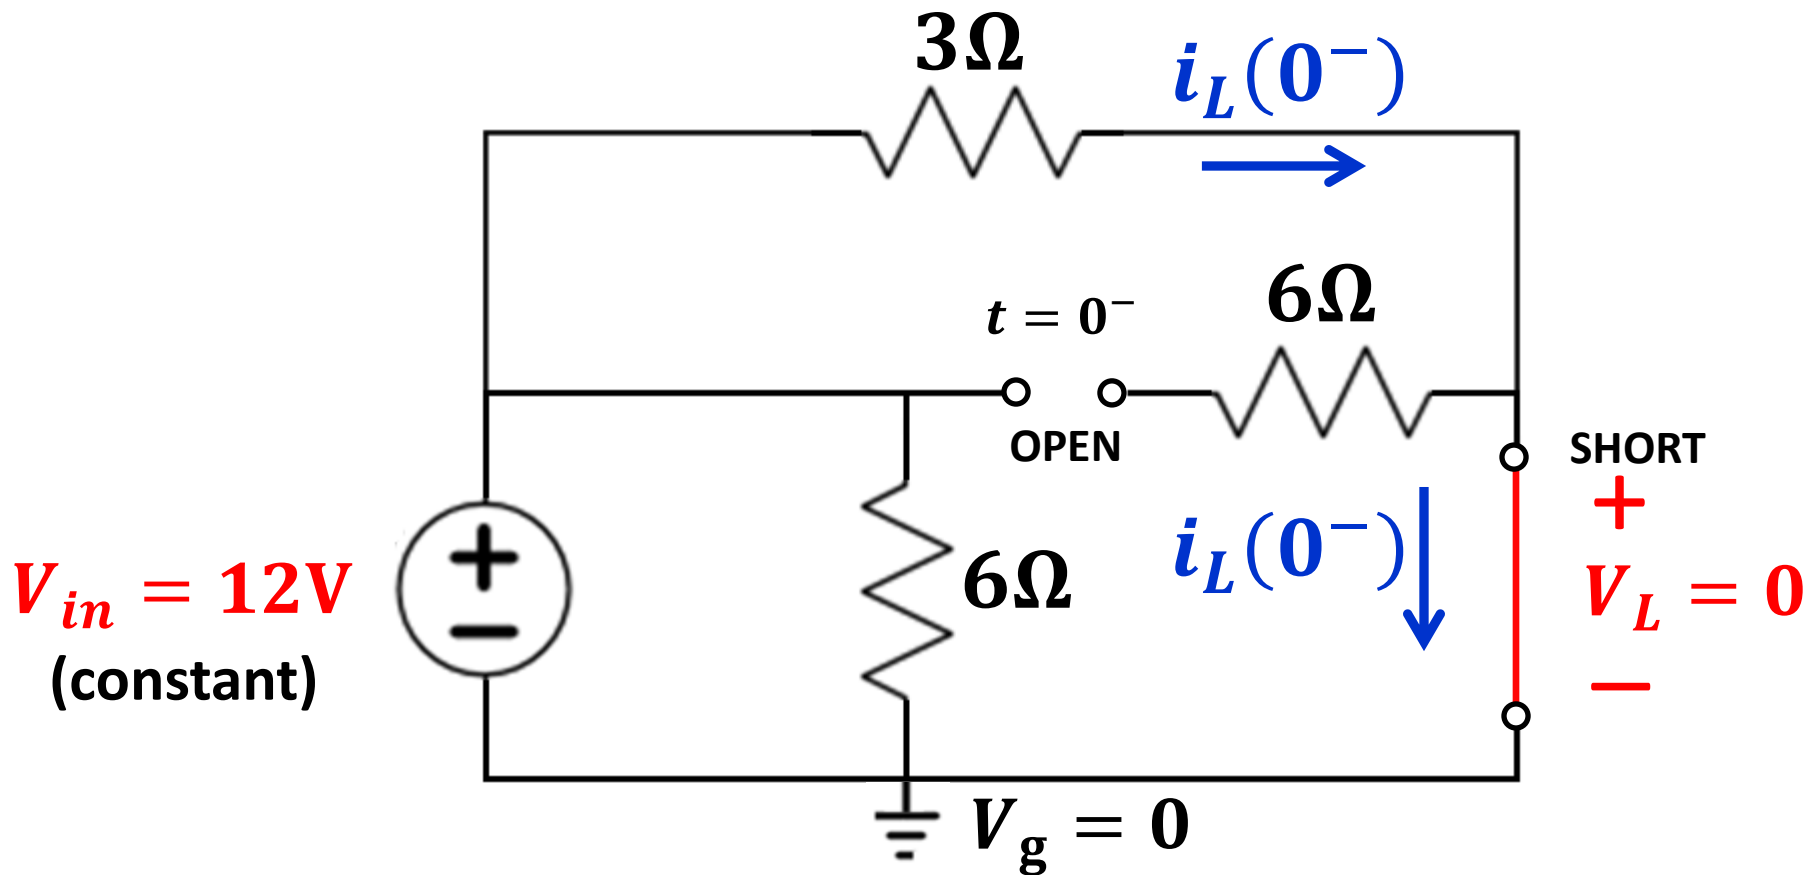 3Ω
i_L(0⁻)
6Ω
t = 0⁻
OPEN
SHORT
+
V_in = 12V
(constant)
+
−
6Ω
i_L(0⁻)
V_L = 0
−
V_g = 0